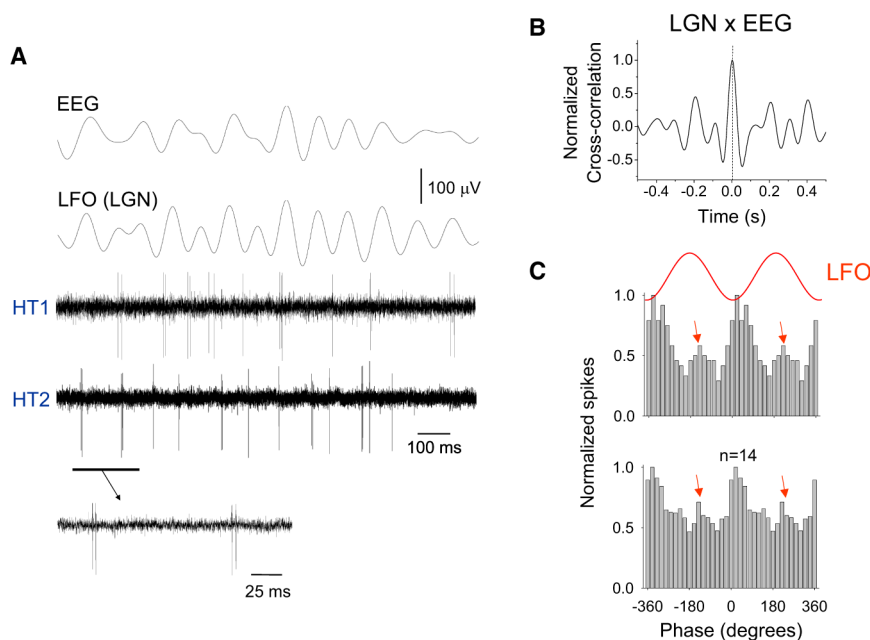 A
EEG
100 µV
LFO (LGN)
HT1
HT2
100 ms
25 ms
B
LGN x EEG
Normalized
Cross-correlation
1.0
0.5
0.0
-0.5
-0.4
-0.2
0.0
0.2
0.4
Time (s)
C
LFO
Normalized spikes
1.0
0.5
0.0
n=14
1.0
0.5
0.0
-360
-180
0
180
360
Phase (degrees)